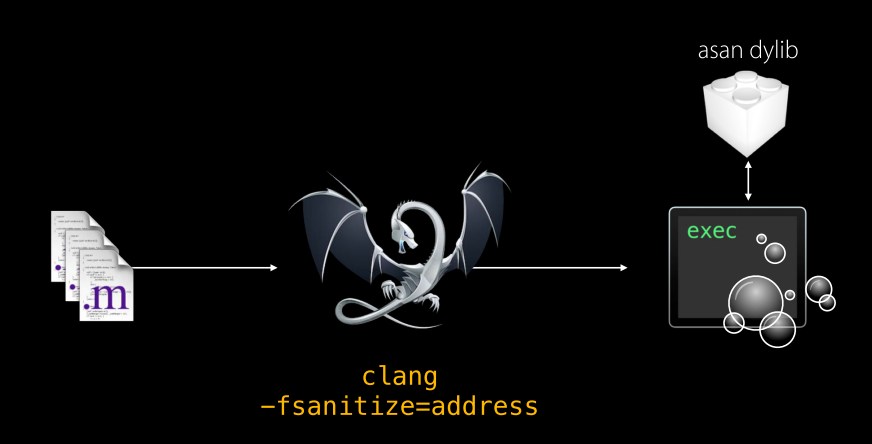 asan dylib
exec
.m
clang
-fsanitize=address